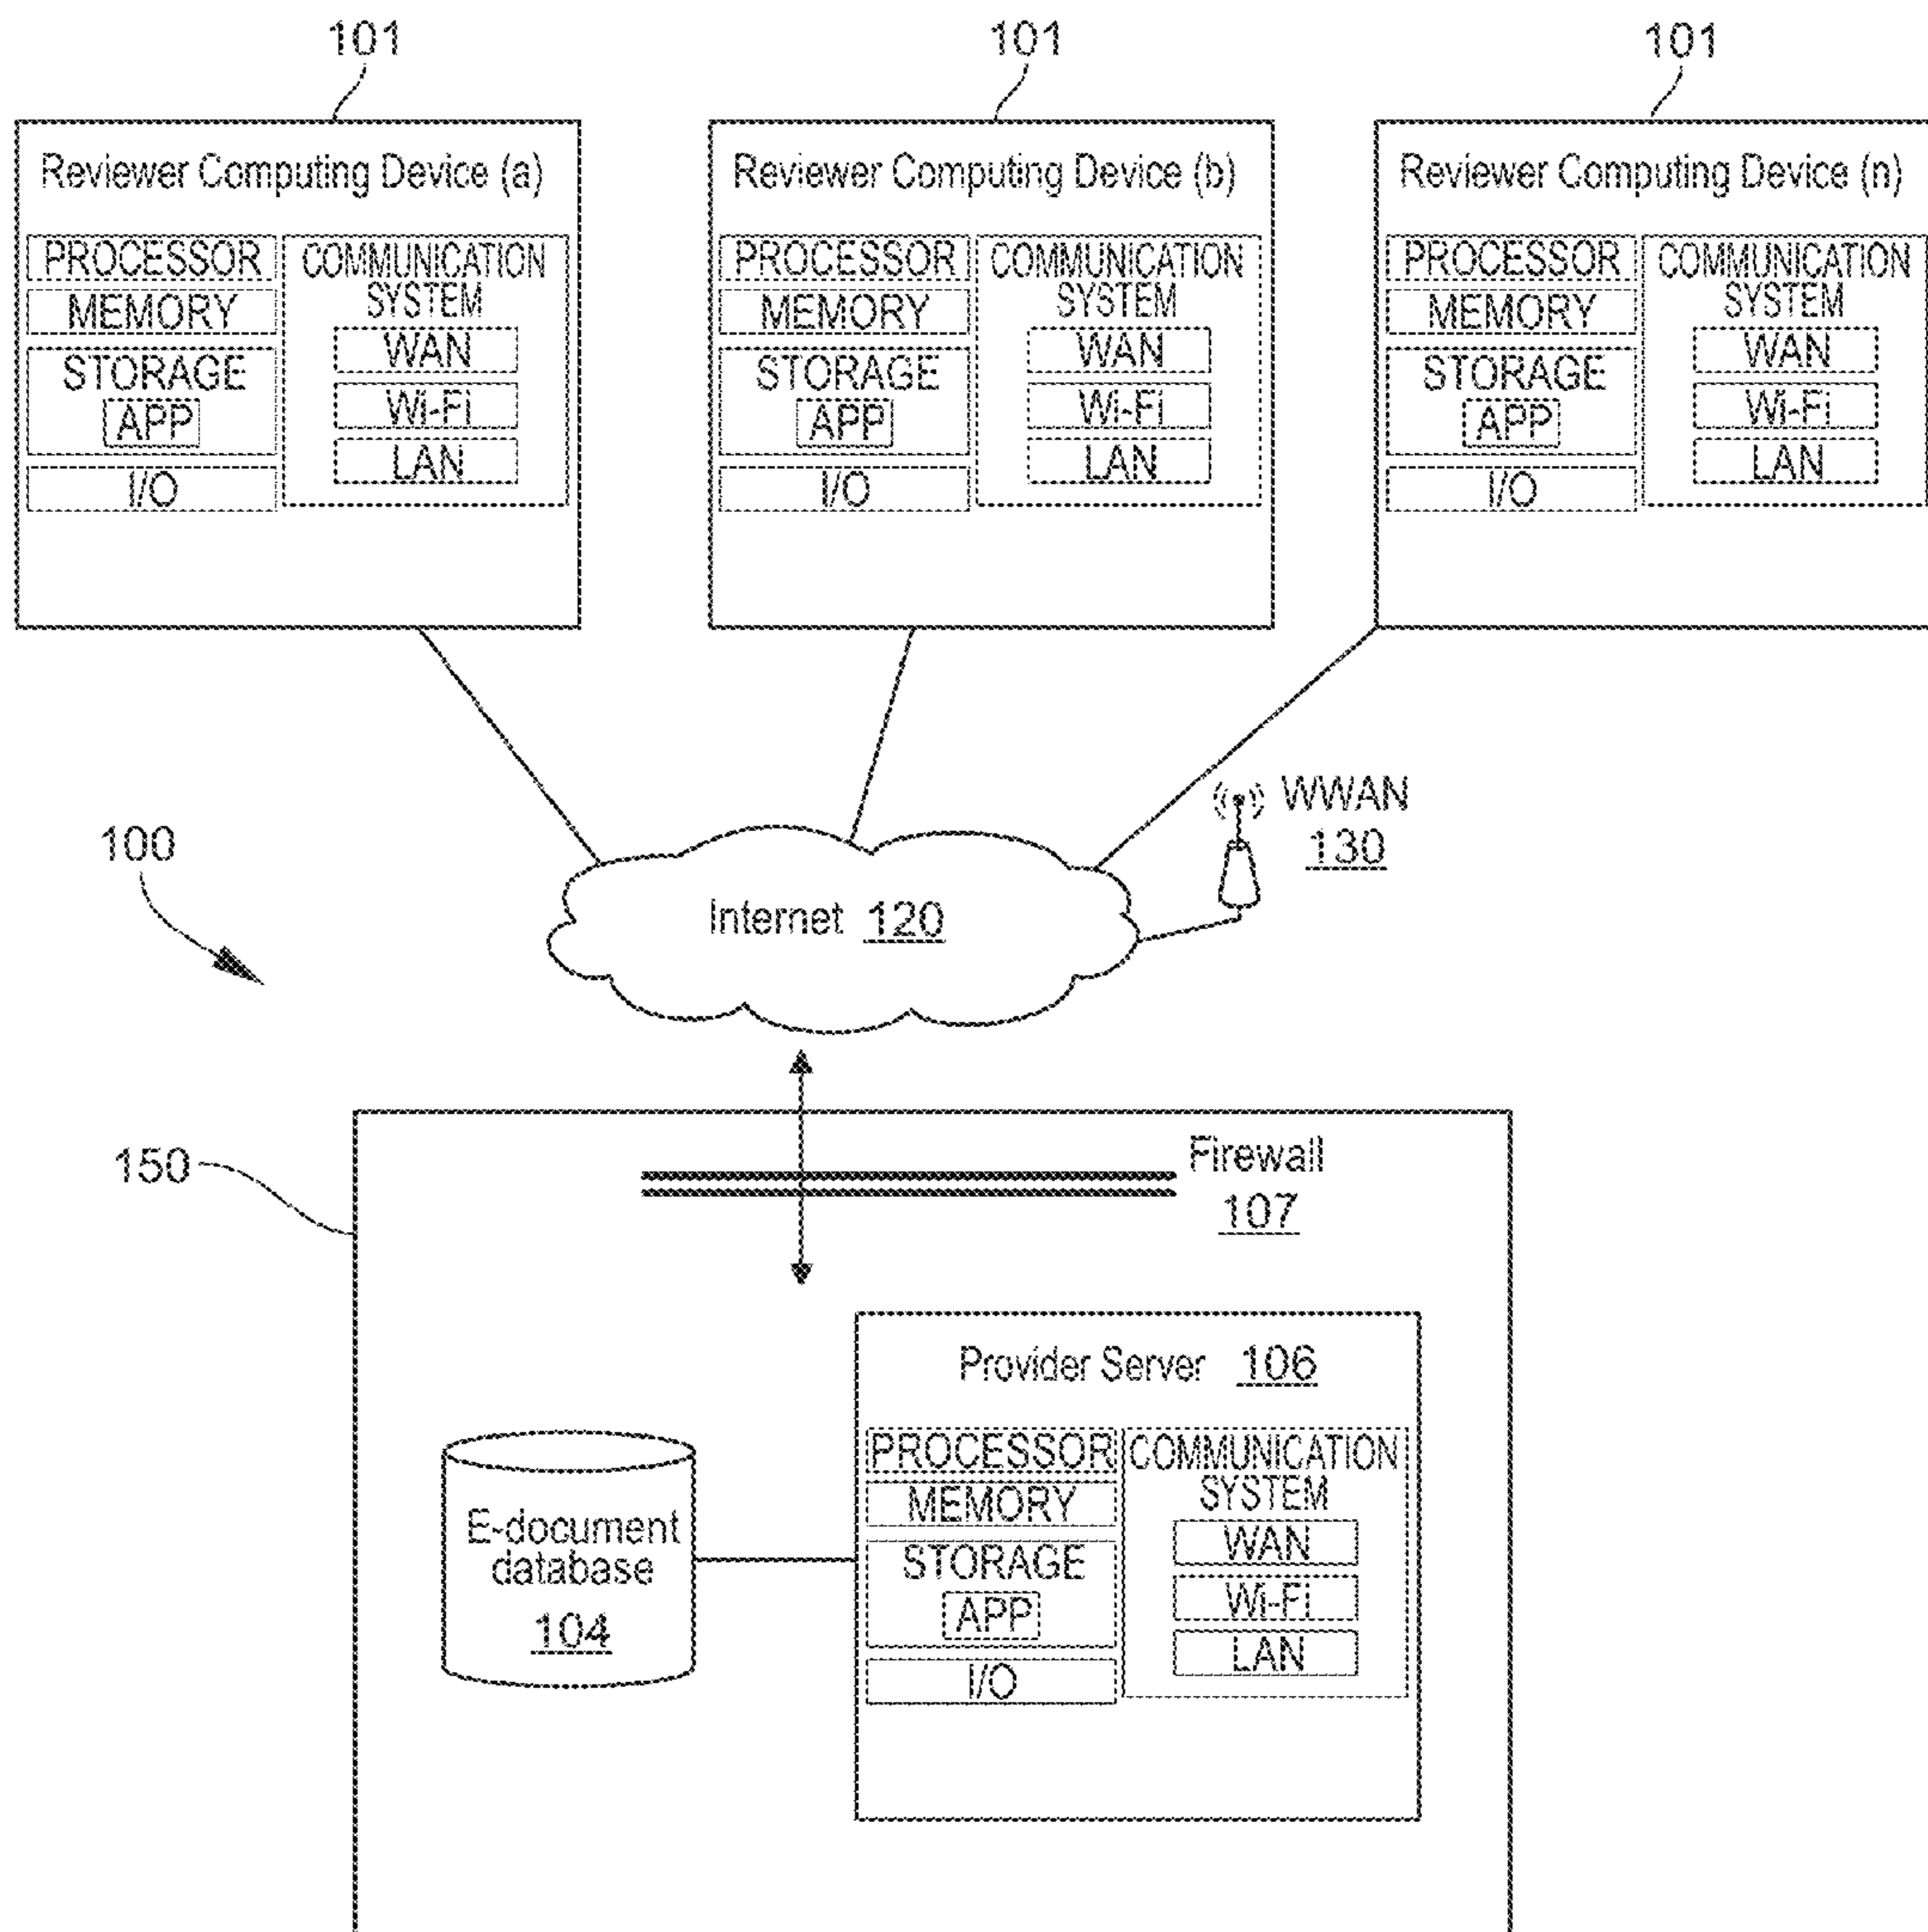 101
101
101
Reviewer Computing Device (a)
PROCESSOR
MEMORY
STORAGE
APP
I/O
COMMUNICATION
SYSTEM
WAN
Wi-Fi
LAN
Reviewer Computing Device (b)
PROCESSOR
MEMORY
STORAGE
APP
I/O
COMMUNICATION
SYSTEM
WAN
Wi-Fi
LAN
Reviewer Computing Device (n)
PROCESSOR
MEMORY
STORAGE
APP
I/O
COMMUNICATION
SYSTEM
WAN
Wi-Fi
LAN
WWAN
130
100
Internet 120
150
Firewall
107
Provider Server 106
E-document
database
104
PROCESSOR
MEMORY
STORAGE
APP
I/O
COMMUNICATION
SYSTEM
WAN
Wi-Fi
LAN